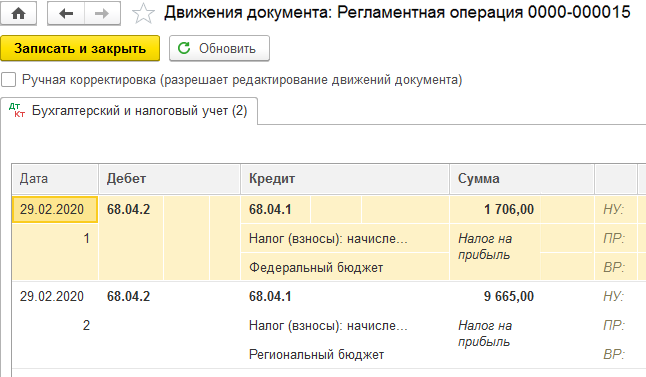 Движения документа: Регламентная операция 0000-000015
Записать и закрыть
Обновить
Ручная корректировка (разрешает редактирование движений документа)
Дт Кт Бухгалтерский и налоговый учет (2)
Дата Дебет Кредит Сумма
29.02.2020 68.04.2 68.04.1 1 706,00 НУ:
1 Налог (взносы): начисле... Налог на прибыль ПР:
Федеральный бюджет ВР:
29.02.2020 68.04.2 68.04.1 9 665,00 НУ:
2 Налог (взносы): начисле... Налог на прибыль ПР:
Региональный бюджет ВР: